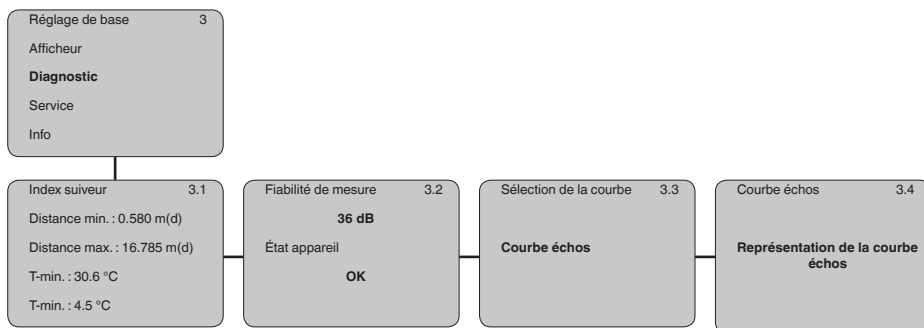 Réglage de base 3
Afficheur
Diagnostic
Service
Info
Index suiveur 3.1
Distance min. : 0.580 m(d)
Distance max. : 16.785 m(d)
T-min. : 30.6 °C
T-min. : 4.5 °C
Fiabilité de mesure 3.2
36 dB
État appareil
OK
Sélection de la courbe 3.3
Courbe échos
Courbe échos 3.4
Représentation de la courbe
échos